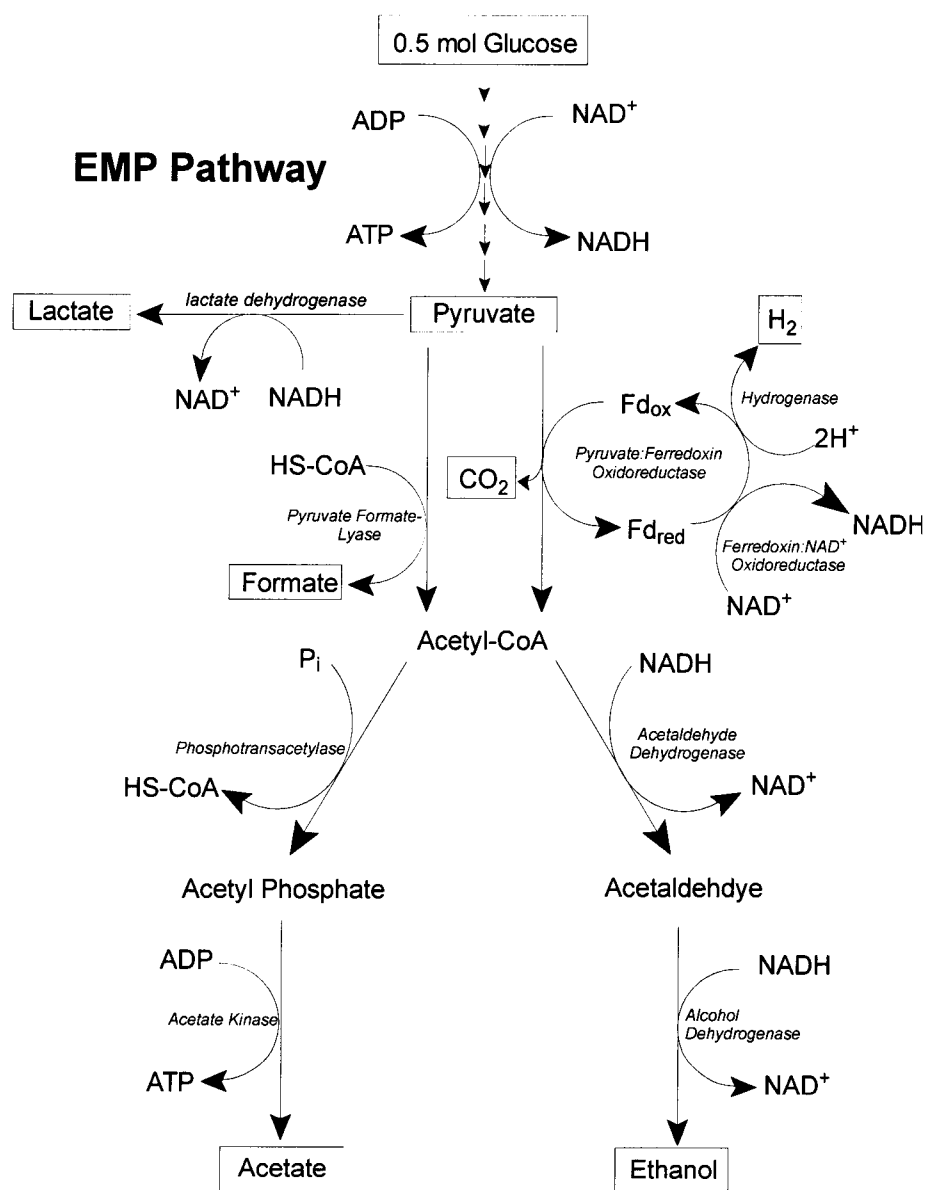 0.5 mol Glucose
ADP
NAD⁺
EMP Pathway
ATP
NADH
Lactate
lactate dehydrogenase
Pyruvate
H₂
NAD⁺
NADH
Fdox
Hydrogenase
2H⁺
HS-CoA
CO₂
Pyruvate:Ferredoxin
Oxidoreductase
Pyruvate Formate-
Lyase
Fdred
NADH
Formate
Ferredoxin:NAD⁺
Oxidoreductase
NAD⁺
Acetyl-CoA
Pi
NADH
Phosphotransacetylase
Acetaldehyde
Dehydrogenase
HS-CoA
NAD⁺
Acetyl Phosphate
Acetaldehdye
ADP
NADH
Acetate Kinase
Alcohol
Dehydrogenase
ATP
NAD⁺
Acetate
Ethanol